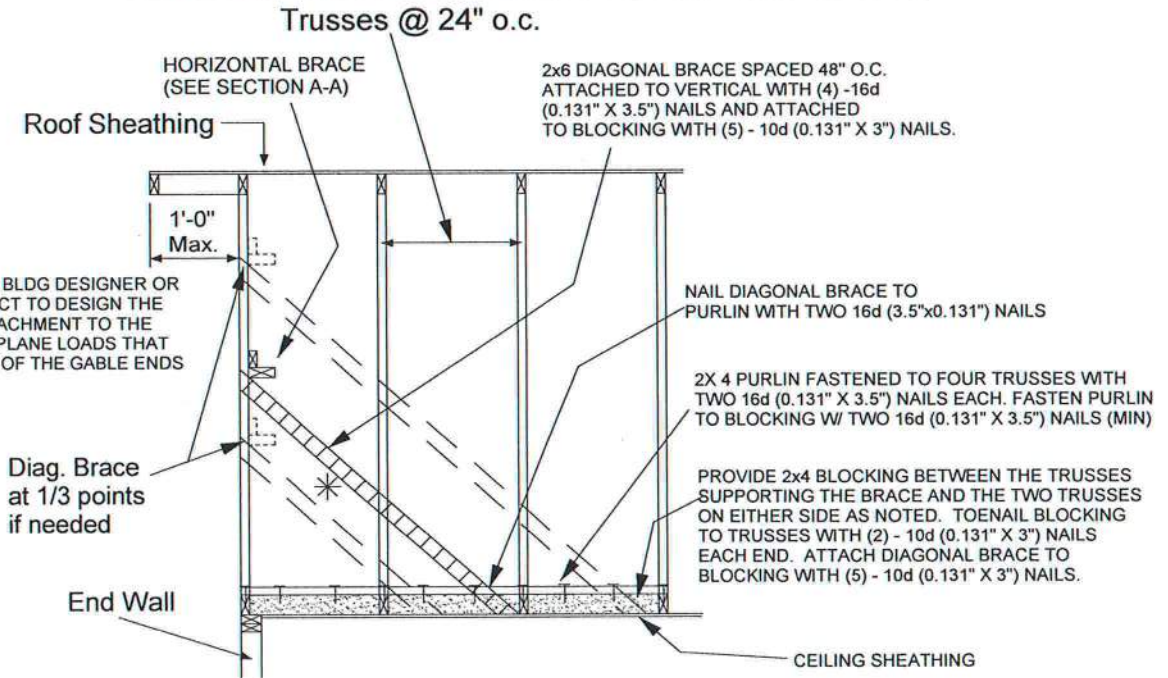 Trusses @ 24" o.c.
HORIZONTAL BRACE
(SEE SECTION A-A)
2x6 DIAGONAL BRACE SPACED 48" O.C.
ATTACHED TO VERTICAL WITH (4) -16d
(0.131" X 3.5") NAILS AND ATTACHED
TO BLOCKING WITH (5) - 10d (0.131" X 3") NAILS.
Roof Sheathing
1'-0"
Max.
BLDG DESIGNER OR
CT TO DESIGN THE
ACHMENT TO THE
PLANE LOADS THAT
OF THE GABLE ENDS
NAIL DIAGONAL BRACE TO
PURLIN WITH TWO 16d (3.5"x0.131") NAILS
2X 4 PURLIN FASTENED TO FOUR TRUSSES WITH
TWO 16d (0.131" X 3.5") NAILS EACH. FASTEN PURLIN
TO BLOCKING W/ TWO 16d (0.131" X 3.5") NAILS (MIN)
Diag. Brace
at 1/3 points
if needed
PROVIDE 2x4 BLOCKING BETWEEN THE TRUSSES
SUPPORTING THE BRACE AND THE TWO TRUSSES
ON EITHER SIDE AS NOTED. TOENAIL BLOCKING
TO TRUSSES WITH (2) - 10d (0.131" X 3") NAILS
EACH END. ATTACH DIAGONAL BRACE TO
BLOCKING WITH (5) - 10d (0.131" X 3") NAILS.
End Wall
CEILING SHEATHING